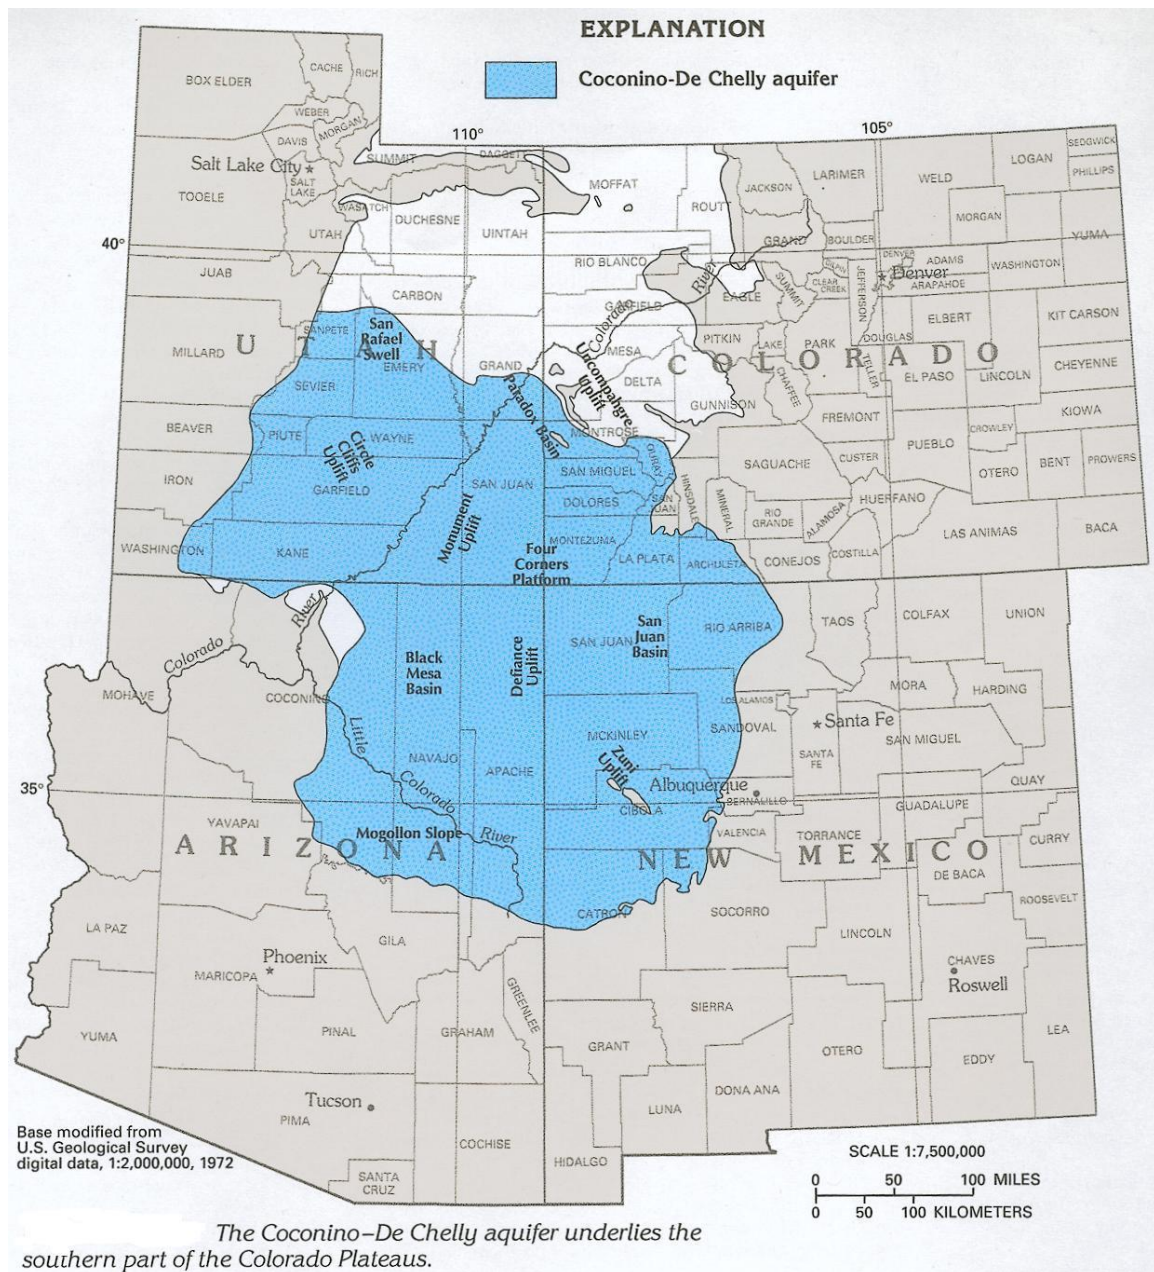 EXPLANATION
Coconino-De Chelly aquifer
110°
105°
40°
35°
BOX ELDER
CACHE
RICH
WEBER
MORGAN
DAVIS
Salt Lake City
SUMMIT
DAGGETT
SALT
LAKE
TOOELE
WASATCH
DUCHESNE
UTAH
UINTAH
JUAB
CARBON
SANPETE
San
Rafael
Swell
EMERY
GRAND
MILLARD
UTAH
SEVIER
BEAVER
PIUTE
WAYNE
Circle
Cliffs
Uplift
IRON
GARFIELD
SAN JUAN
Monument
Uplift
WASHINGTON
KANE
Paradox Basin
MOFFAT
ROUTT
JACKSON
LARIMER
WELD
LOGAN
SEDGWICK
PHILLIPS
MORGAN
YUMA
GRAND
BOULDER
RIO BLANCO
Colorado
River
GARFIELD
EAGLE
SUMMIT
GILPIN
CLEAR
CREEK
JEFFERSON
DENVER
Denver
ADAMS
ARAPAHOE
WASHINGTON
MESA
PITKIN
LAKE
PARK
DOUGLAS
ELBERT
KIT CARSON
COLORADO
DELTA
Uncompahgre
Uplift
GUNNISON
CHAFFEE
TELLER
EL PASO
LINCOLN
CHEYENNE
MONTROSE
FREMONT
KIOWA
OURAY
SAGUACHE
CUSTER
PUEBLO
CROWLEY
OTERO
BENT
PROWERS
SAN MIGUEL
DOLORES
SAN
JUAN
HINSDALE
MINERAL
RIO
GRANDE
ALAMOSA
HUERFANO
LAS ANIMAS
BACA
MONTEZUMA
Four
Corners
Platform
LA PLATA
ARCHULETA
CONEJOS
COSTILLA
SAN JUAN
San
Juan
Basin
RIO ARRIBA
TAOS
COLFAX
UNION
Colorado
River
MOHAVE
COCONINO
Black
Mesa
Basin
Defiance
Uplift
LOS ALAMOS
MORA
HARDING
SANDOVAL
Santa Fe
SANTA
FE
SAN MIGUEL
MCKINLEY
Zuni
Uplift
Little
Colorado
River
NAVAJO
APACHE
Albuquerque
BERNALILLO
CIBOLA
QUAY
GUADALUPE
YAVAPAI
Mogollon Slope
ARIZONA
VALENCIA
TORRANCE
CURRY
NEW MEXICO
DE BACA
ROOSEVELT
CATRON
SOCORRO
LINCOLN
LA PAZ
GILA
Phoenix
MARICOPA
CHAVES
Roswell
GREENLEE
SIERRA
YUMA
PINAL
GRAHAM
GRANT
OTERO
EDDY
LEA
DONA ANA
Tucson
PIMA
LUNA
COCHISE
HIDALGO
SANTA
CRUZ
Base modified from
U.S. Geological Survey
digital data, 1:2,000,000, 1972
SCALE 1:7,500,000
0 50 100 MILES
0 50 100 KILOMETERS
The Coconino–De Chelly aquifer underlies the
southern part of the Colorado Plateaus.